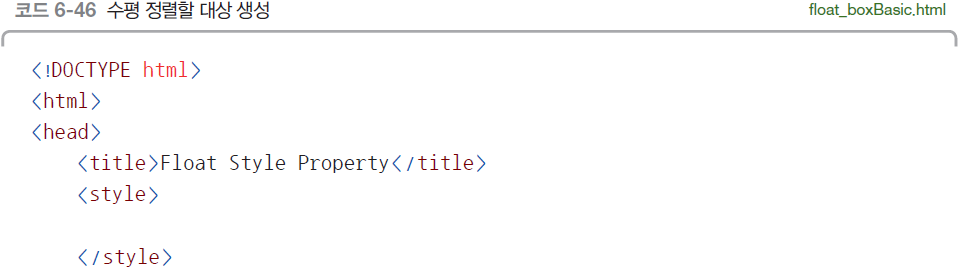 코드 6-46 수평 정렬할 대상 생성 float_boxBasic.html
<!DOCTYPE html>
<html>
<head>
    <title>Float Style Property</title>
    <style>
    </style>